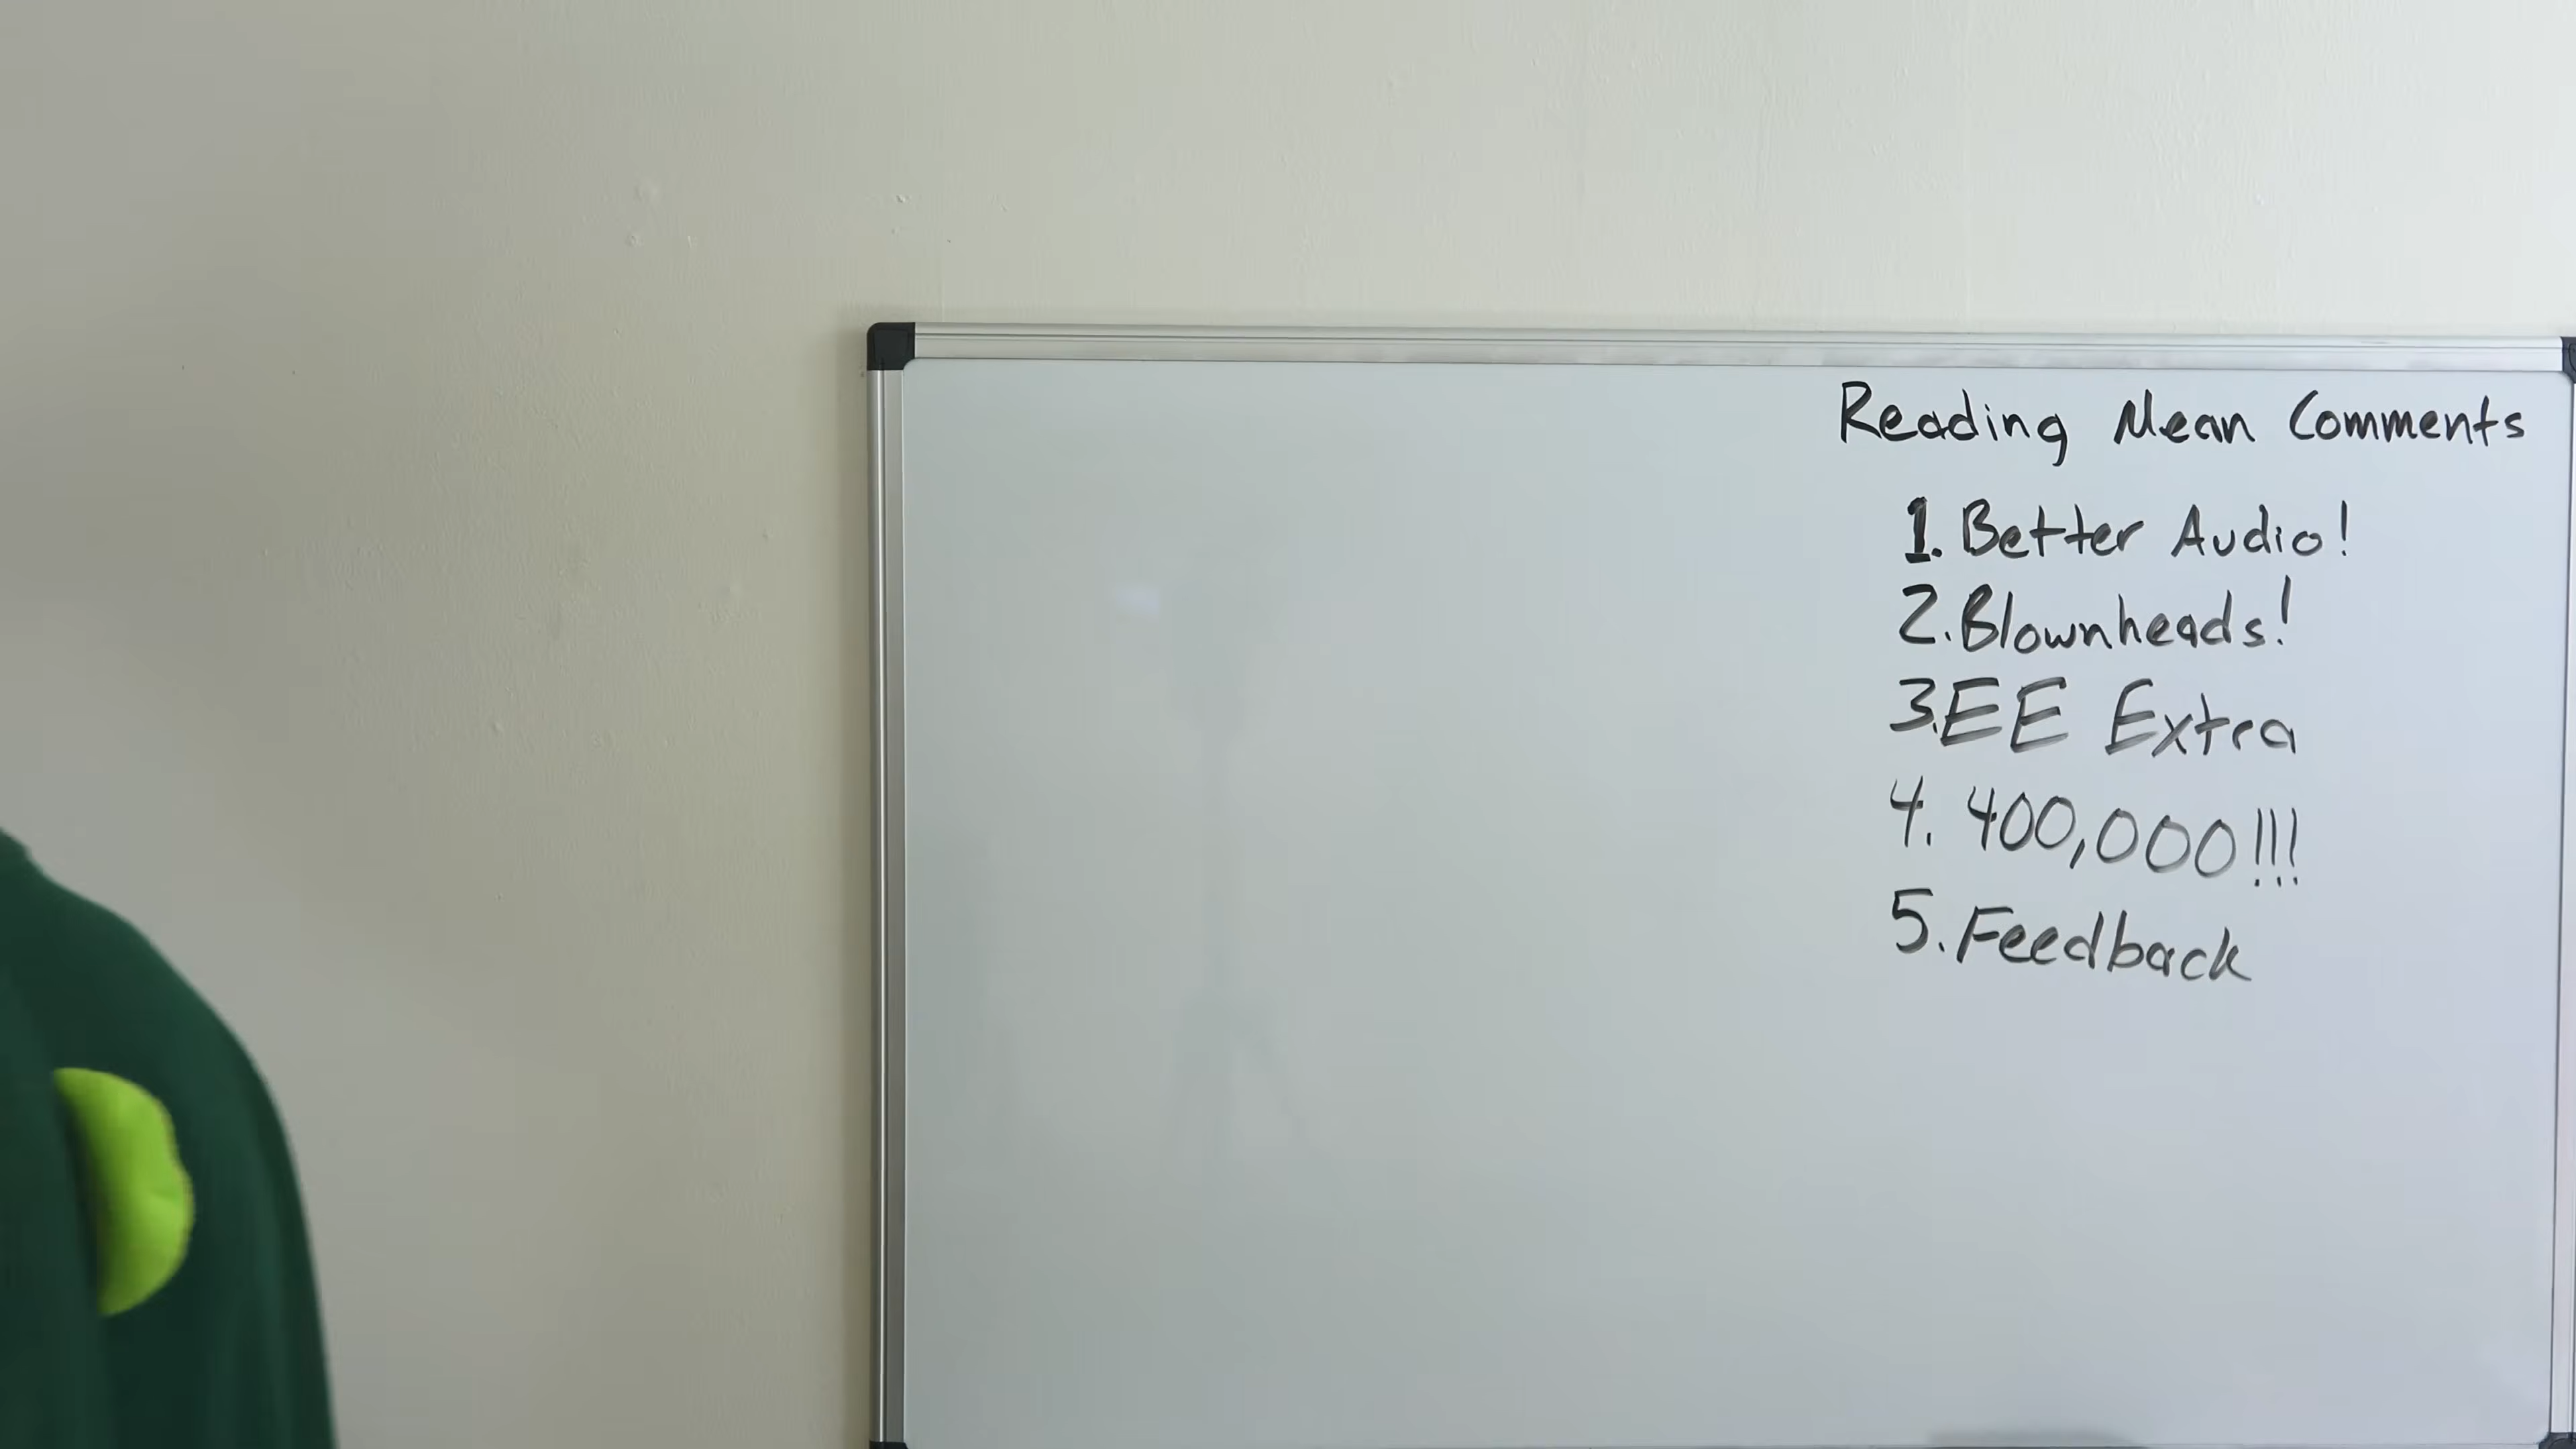 Reading Mean Comments
1. Better Audio!
2. Blownheads!
3. EE Extra
4. 400,000!!!
5. Feedback